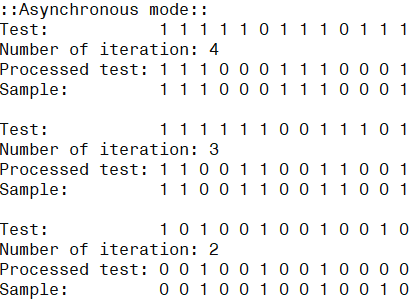 ::Asynchronous mode::
Test: 1 1 1 1 1 1 0 1 1 1 0 1 1 1
Number of iteration: 4
Processed test: 1 1 1 0 0 0 1 1 1 0 0 0 1
Sample: 1 1 1 0 0 0 1 1 1 0 0 0 1
Test: 1 1 1 1 1 1 0 0 1 1 1 0 1
Number of iteration: 3
Processed test: 1 1 0 0 1 1 0 0 1 1 0 0 1
Sample: 1 1 0 0 1 1 0 0 1 1 0 0 1
Test: 1 0 1 0 0 1 0 0 1 0 0 1 0
Number of iteration: 2
Processed test: 0 0 1 0 0 1 0 0 1 0 0 0 0
Sample: 0 0 1 0 0 1 0 0 1 0 0 1 0